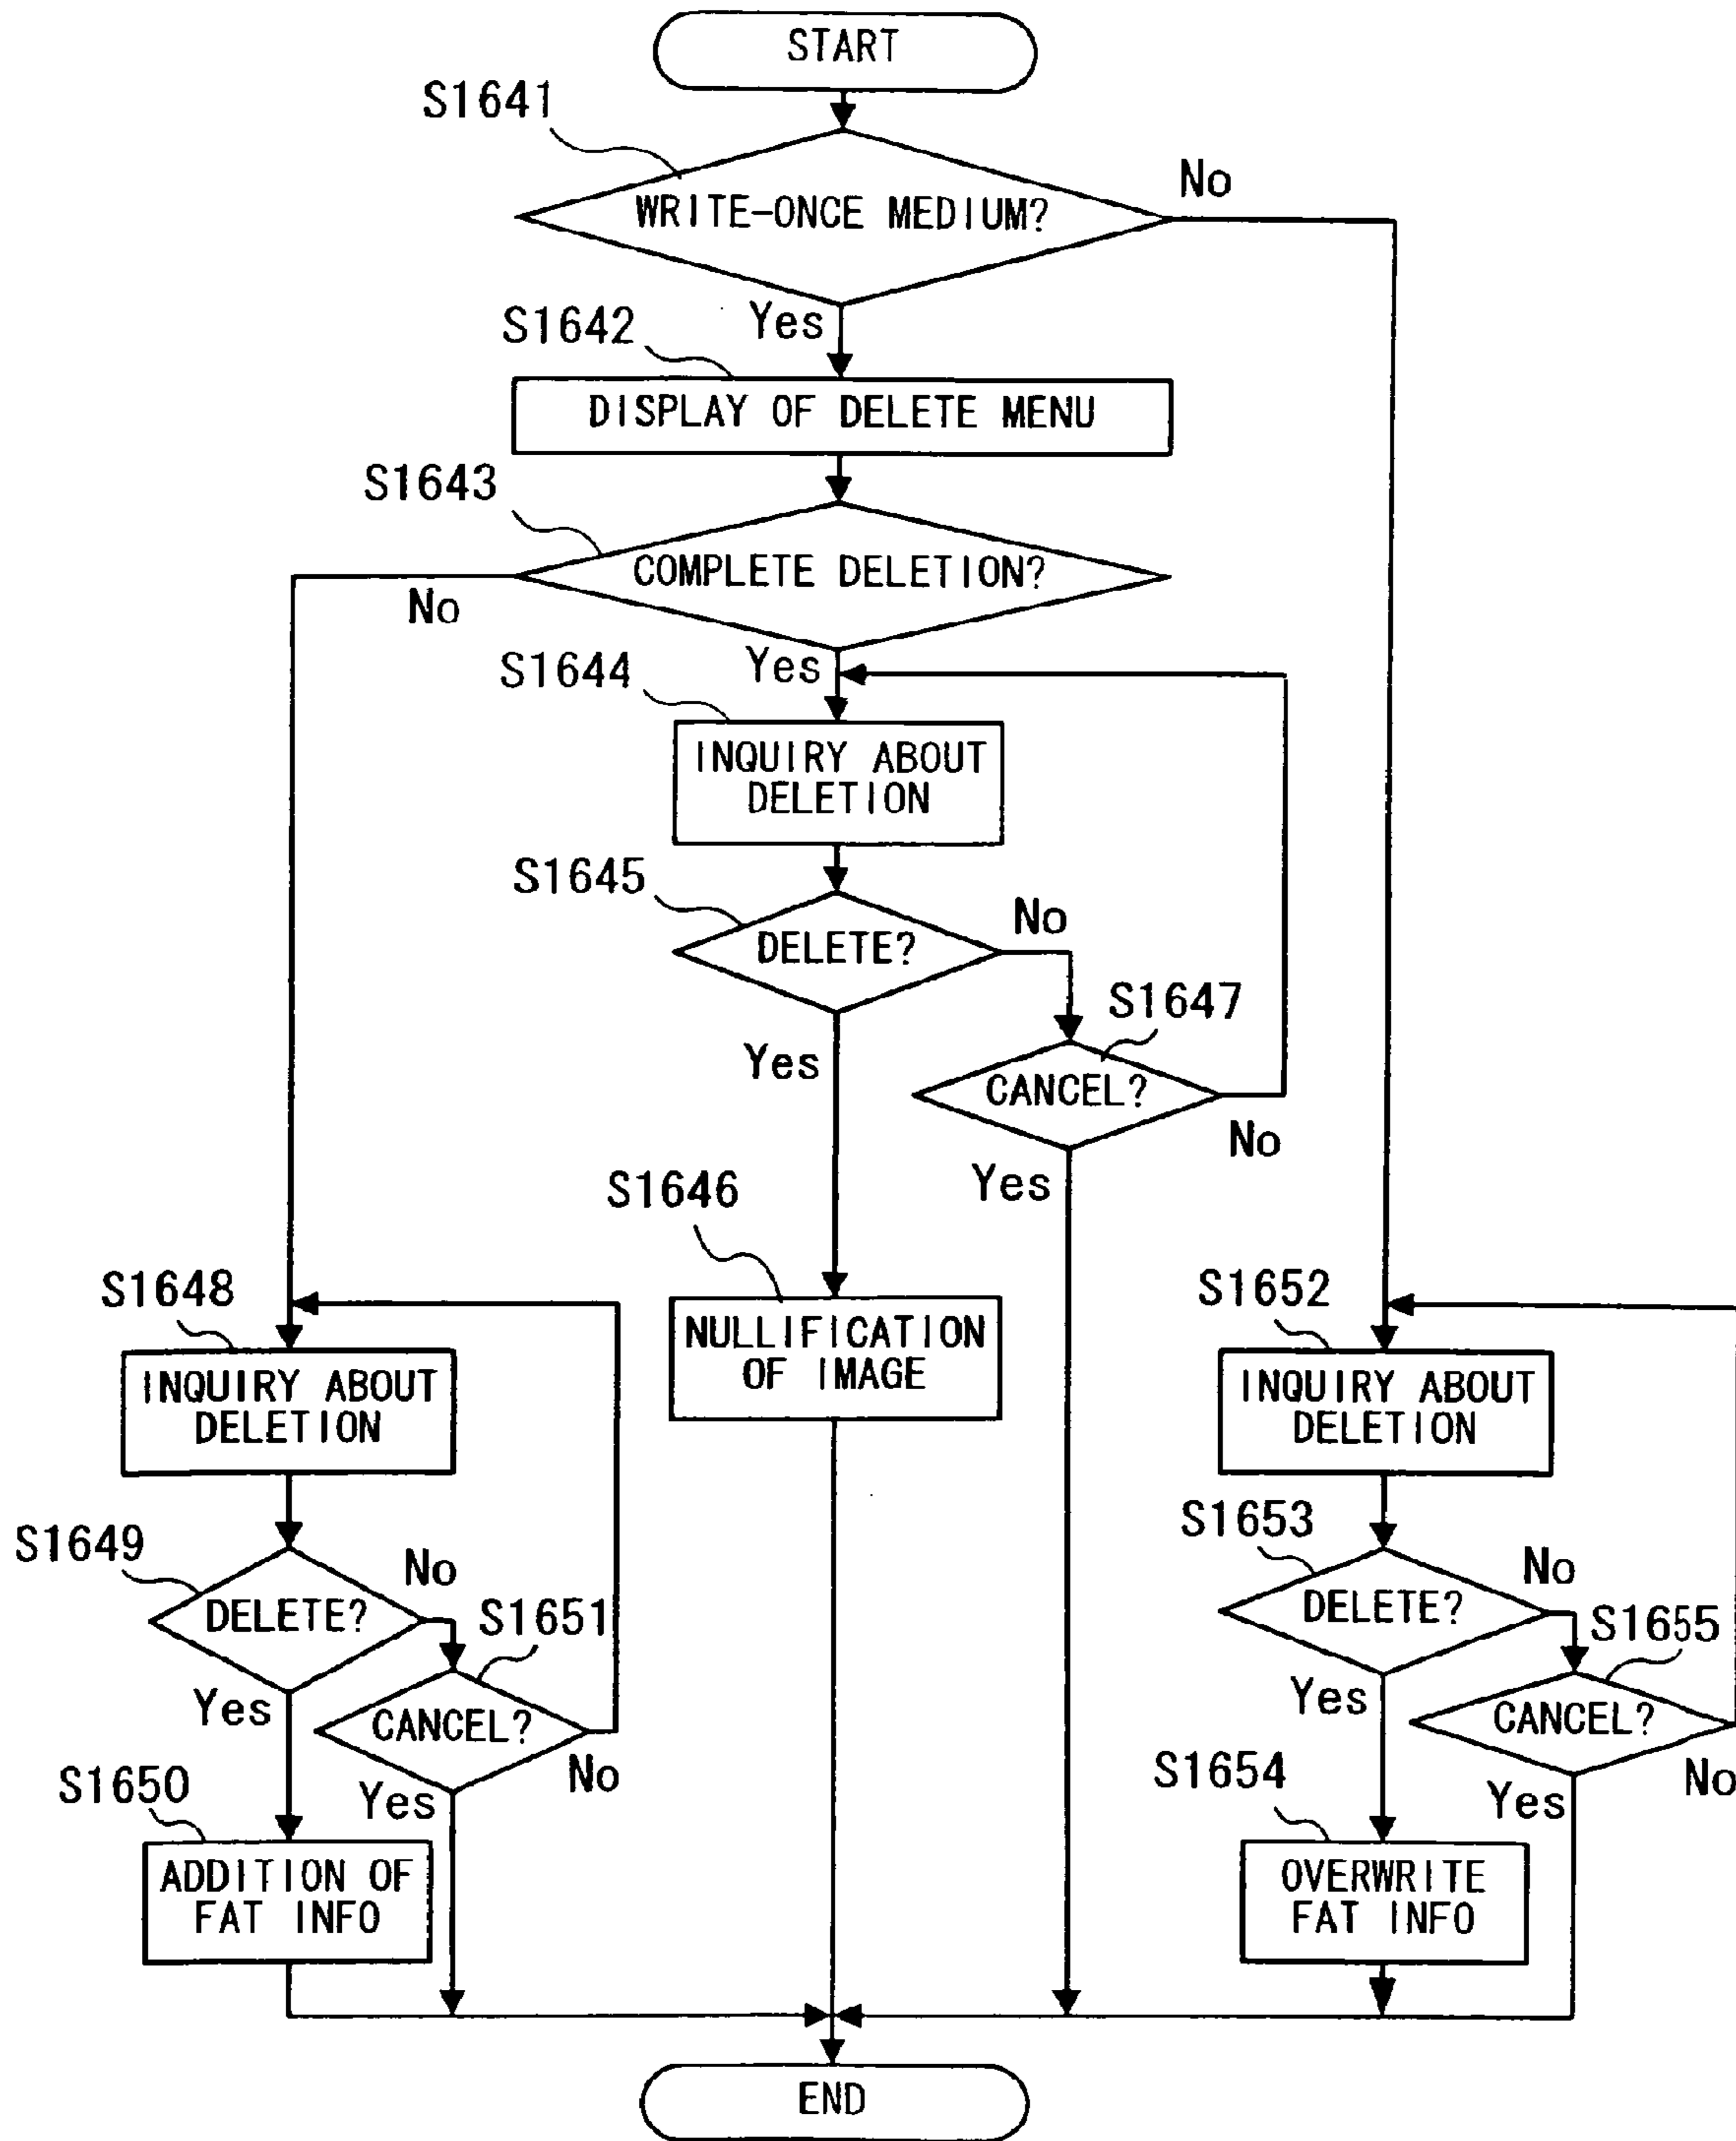 START
S1641
No
WRITE-ONCE MEDIUM?
Yes
S1642
DISPLAY OF DELETE MENU
S1643
COMPLETE DELETION?
No
Yes
S1644
INQUIRY ABOUT
DELETION
S1645
No
DELETE?
S1647
Yes
CANCEL?
No
Yes
S1646
NULLIFICATION
OF IMAGE
S1648
INQUIRY ABOUT
DELETION
S1649
No
DELETE?
S1651
Yes
CANCEL?
No
Yes
S1650
ADDITION OF
FAT INFO
S1652
INQUIRY ABOUT
DELETION
S1653
No
DELETE?
S1655
Yes
CANCEL?
No
Yes
S1654
OVERWRITE
FAT INFO
END